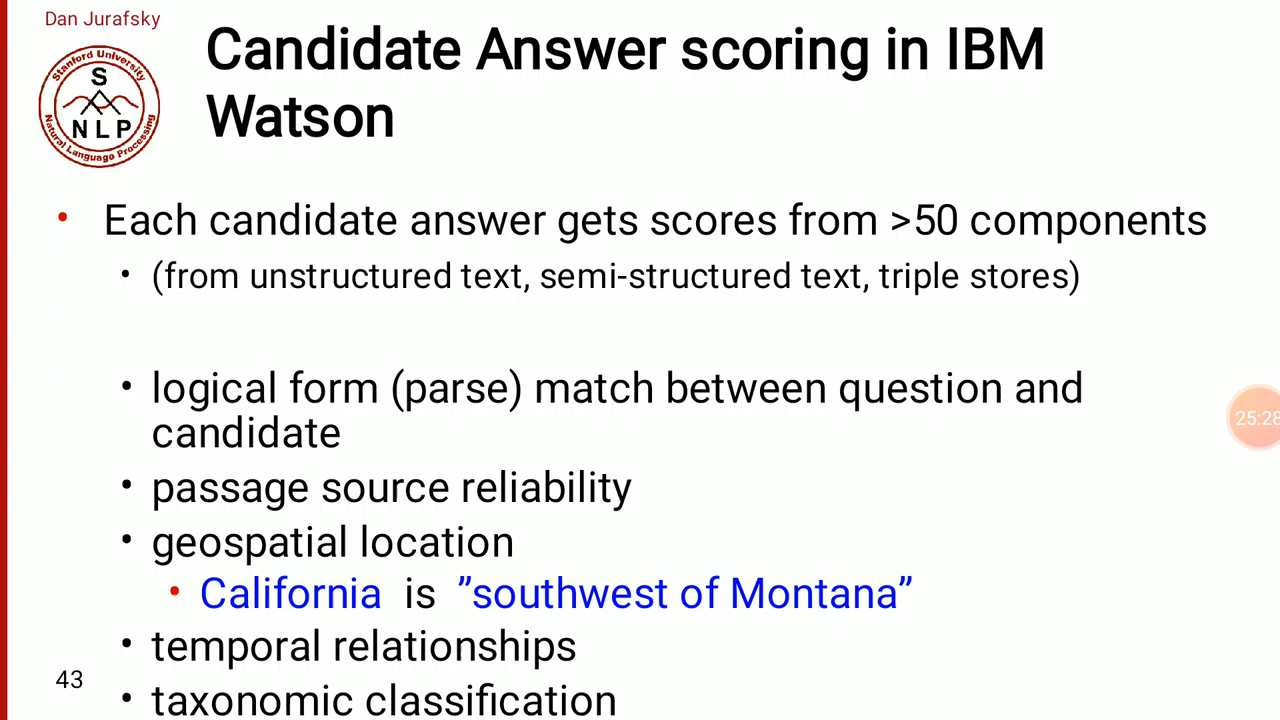 Dan Jurafsky
Stanford University
S
N L P
Natural Language Processing
Candidate Answer scoring in IBM
Watson
• Each candidate answer gets scores from >50 components
• (from unstructured text, semi-structured text, triple stores)
• logical form (parse) match between question and
candidate
• passage source reliability
• geospatial location
• California is ”southwest of Montana”
• temporal relationships
• taxonomic classification
43
25:28